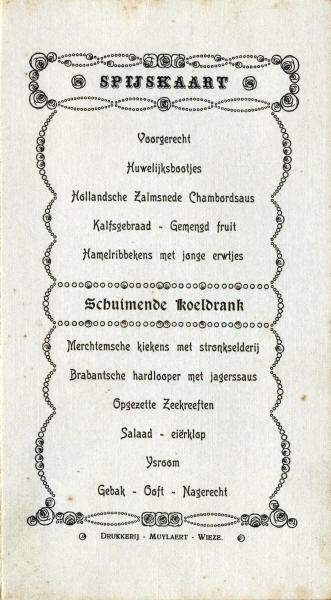 SPIJSKAART
Voorgerecht
Huwelijksbootjes
Hollandsche Zalmsnede Chambordsaus
Kalfsgebraad - Gemengd fruit
Hamelribbekens met jonge erwtjes
Schuimende koeldrank
Merchtemsche kiekens met stronkselderij
Brabantsche hardlooper met jagerssaus
Opgezette Zeekreeften
Salaad - eiërklop
Ysroom
Gebak - Ooft - Nagerecht
DRUKKERIJ - MUYLAERT - WIEZE.